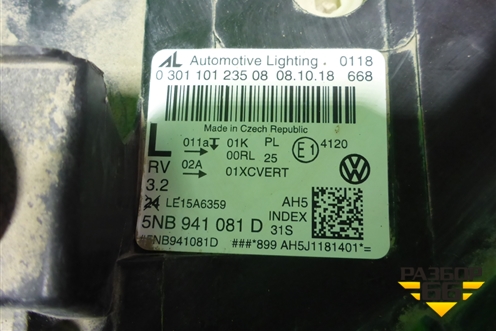 AL Automotive Lighting. 0118
0 301 101 235 08 08.10.18 668
Made in Czech Republic
L 011a 01K PL E1 4120
00RL 25
RV 02A 01XCVERT
3.2
24 LE15A6359 AH5
5NB 941 081 D INDEX
31S
#5NB941081D ###*899 AH5J1181401*=
РАЗБОР
66